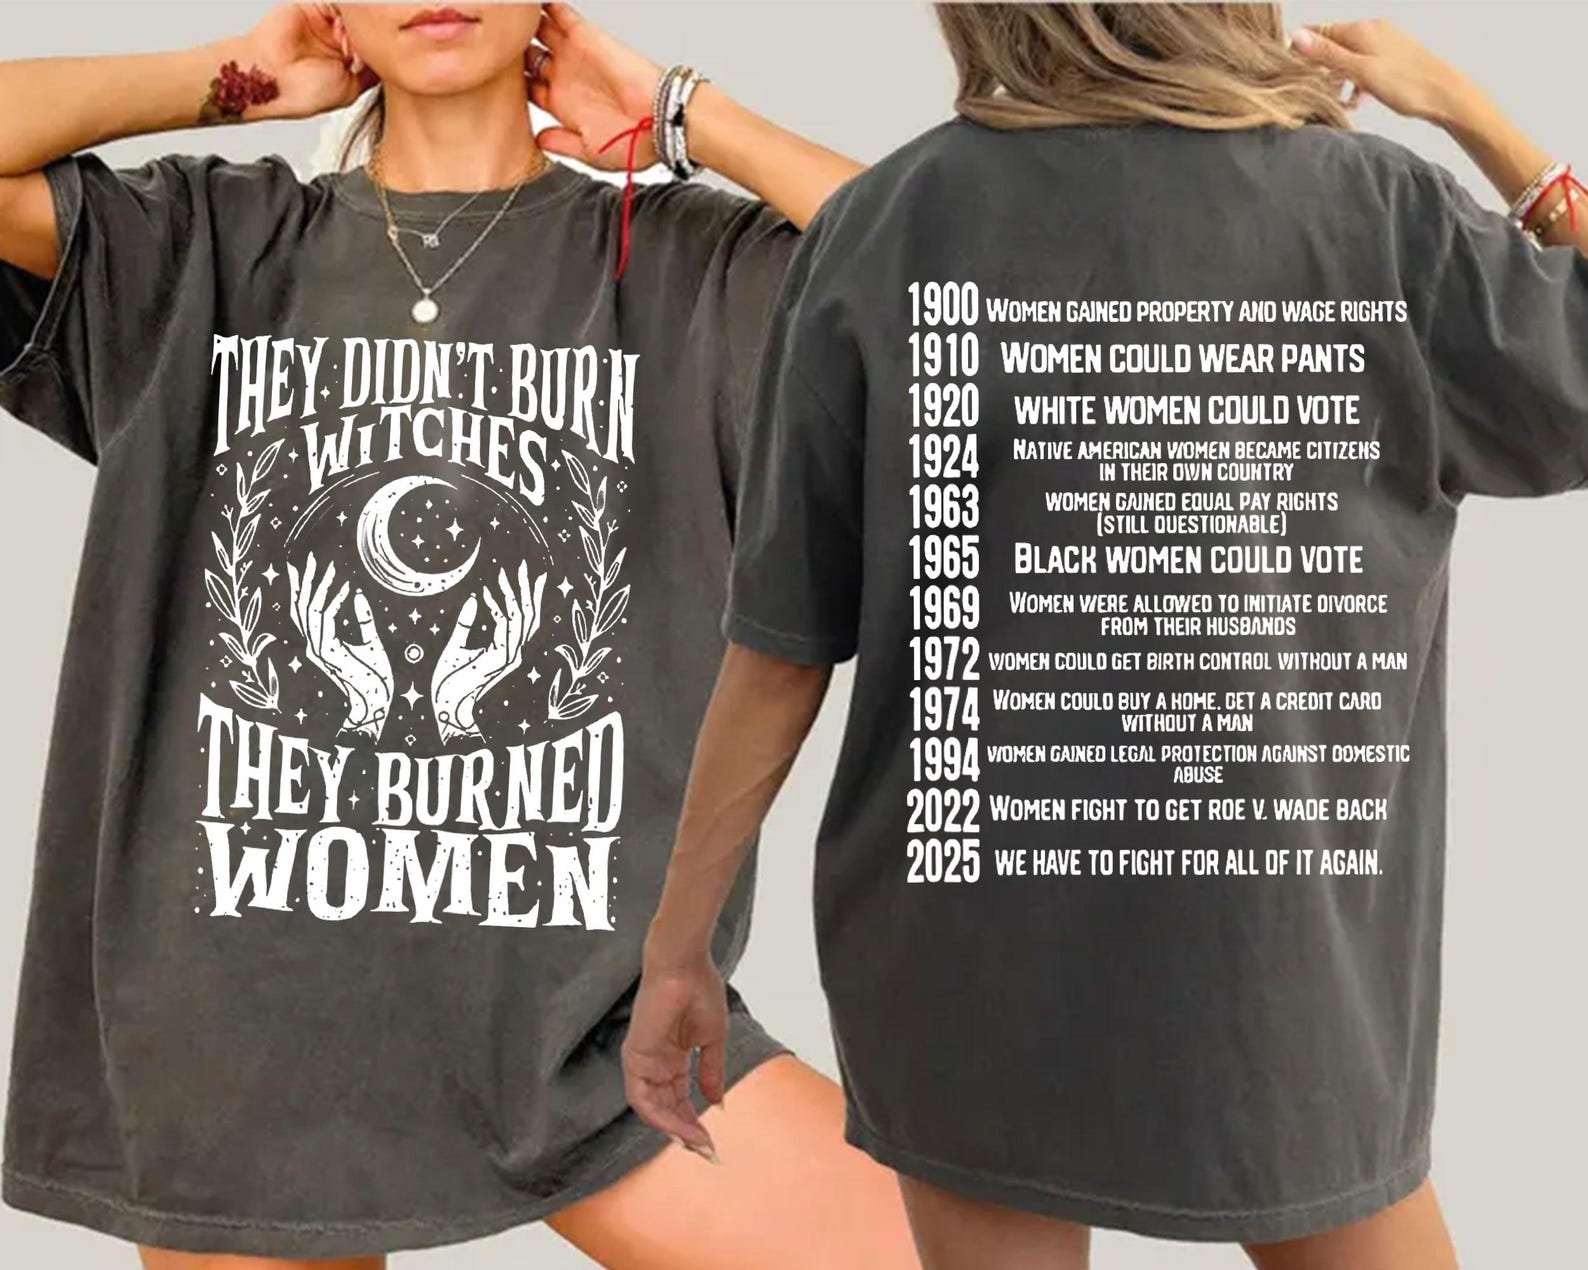 THEY DIDN'T BURN
WITCHES
THEY BURNED
WOMEN
1900 WOMEN GAINED PROPERTY AND WAGE RIGHTS
1910 WOMEN COULD WEAR PANTS
1920 WHITE WOMEN COULD VOTE
1924 NATIVE AMERICAN WOMEN BECAME CITIZENS
IN THEIR OWN COUNTRY
1963 WOMEN GAINED EQUAL PAY RIGHTS
(STILL QUESTIONABLE)
1965 BLACK WOMEN COULD VOTE
1969 WOMEN WERE ALLOWED TO INITIATE DIVORCE
FROM THEIR HUSBANDS
1972 WOMEN COULD GET BIRTH CONTROL WITHOUT A MAN
1974 WOMEN COULD BUY A HOME, GET A CREDIT CARD
WITHOUT A MAN
1994 WOMEN GAINED LEGAL PROTECTION AGAINST DOMESTIC
ABUSE
2022 WOMEN FIGHT TO GET ROE V. WADE BACK
2025 WE HAVE TO FIGHT FOR ALL OF IT AGAIN.